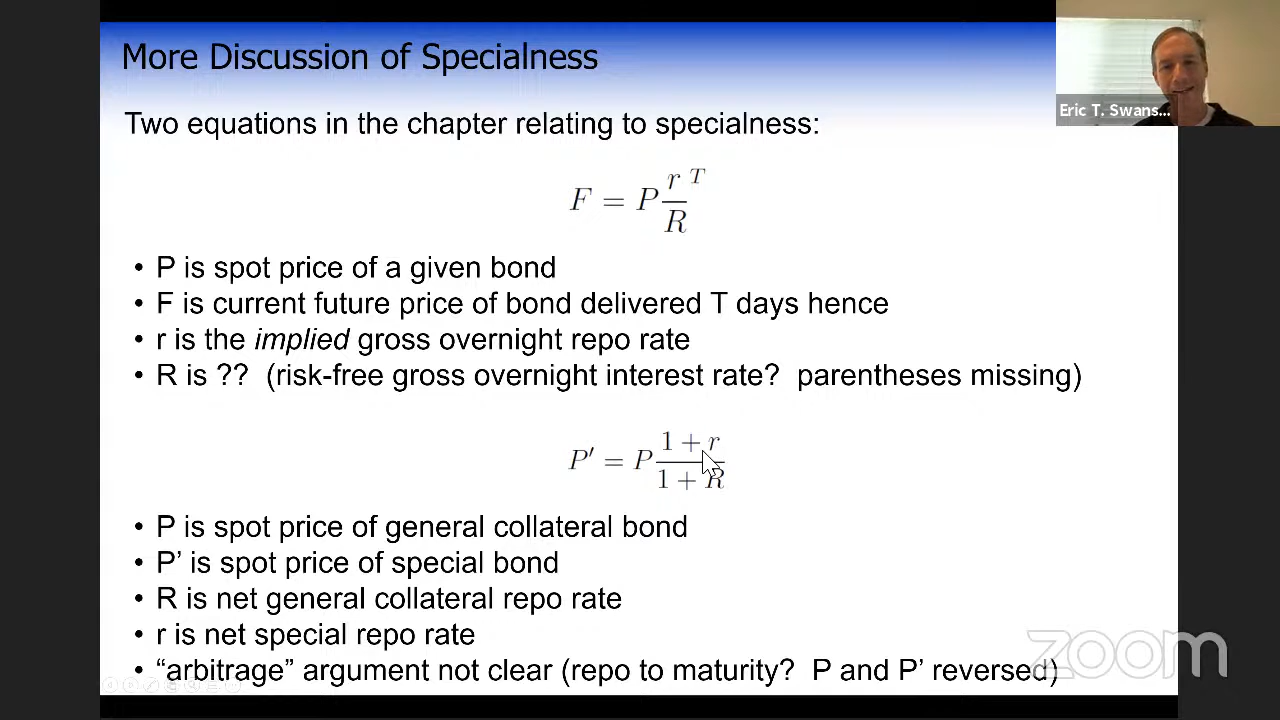 More Discussion of Specialness
Eric T. Swans...
Two equations in the chapter relating to specialness:
F = P r/R T
• P is spot price of a given bond
• F is current future price of bond delivered T days hence
• r is the implied gross overnight repo rate
• R is ?? (risk-free gross overnight interest rate? parentheses missing)
P′ = P 1 + r / 1 + R
• P is spot price of general collateral bond
• P’ is spot price of special bond
• R is net general collateral repo rate
• r is net special repo rate
• “arbitrage” argument not clear (repo to maturity? P and P’ reversed)
zoom